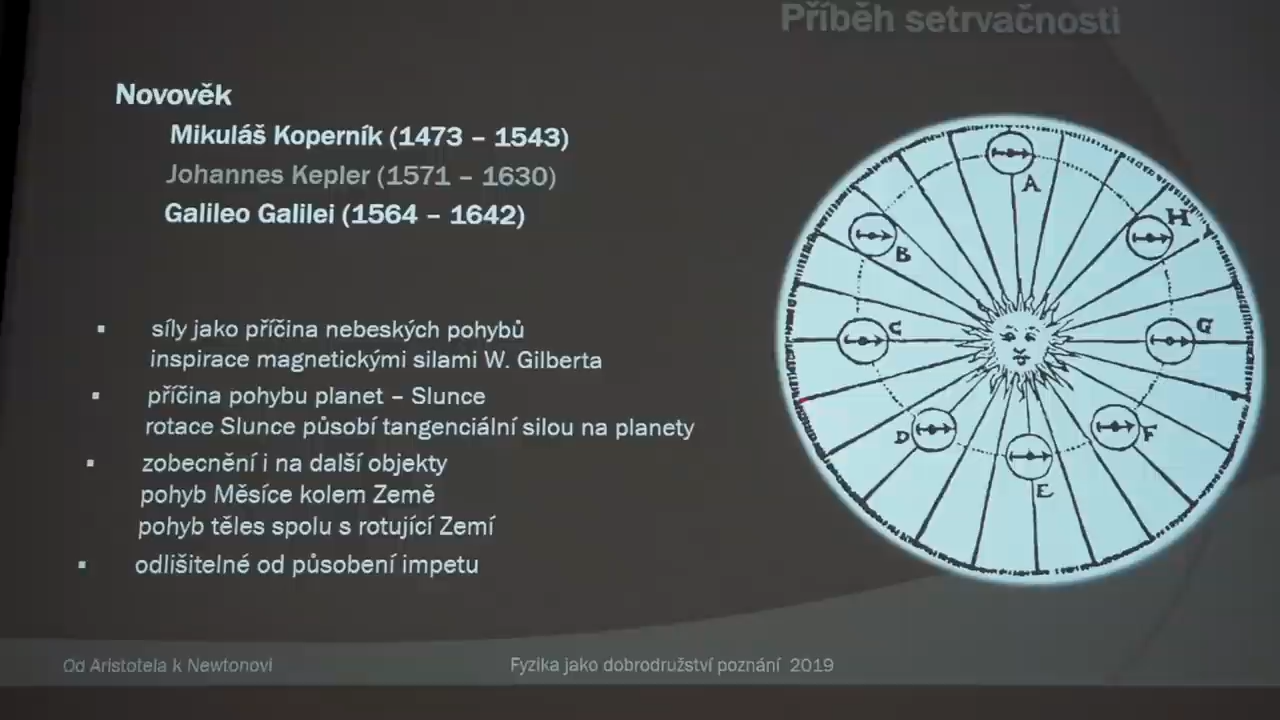 Příběh setrvačnosti
Novověk
Mikuláš Koperník (1473 – 1543)
Johannes Kepler (1571 – 1630)
Galileo Galilei (1564 – 1642)
▪ síly jako příčina nebeských pohybů
inspirace magnetickými silami W. Gilberta
▪ příčina pohybu planet – Slunce
rotace Slunce působí tangenciální silou na planety
▪ zobecnění i na další objekty
pohyb Měsíce kolem Země
pohyb těles spolu s rotující Zemí
▪ odlišitelné od působení impetu
A
H
B
C
G
D
F
E
Od Aristotela k Newtonovi
Fyzika jako dobrodružství poznání 2019